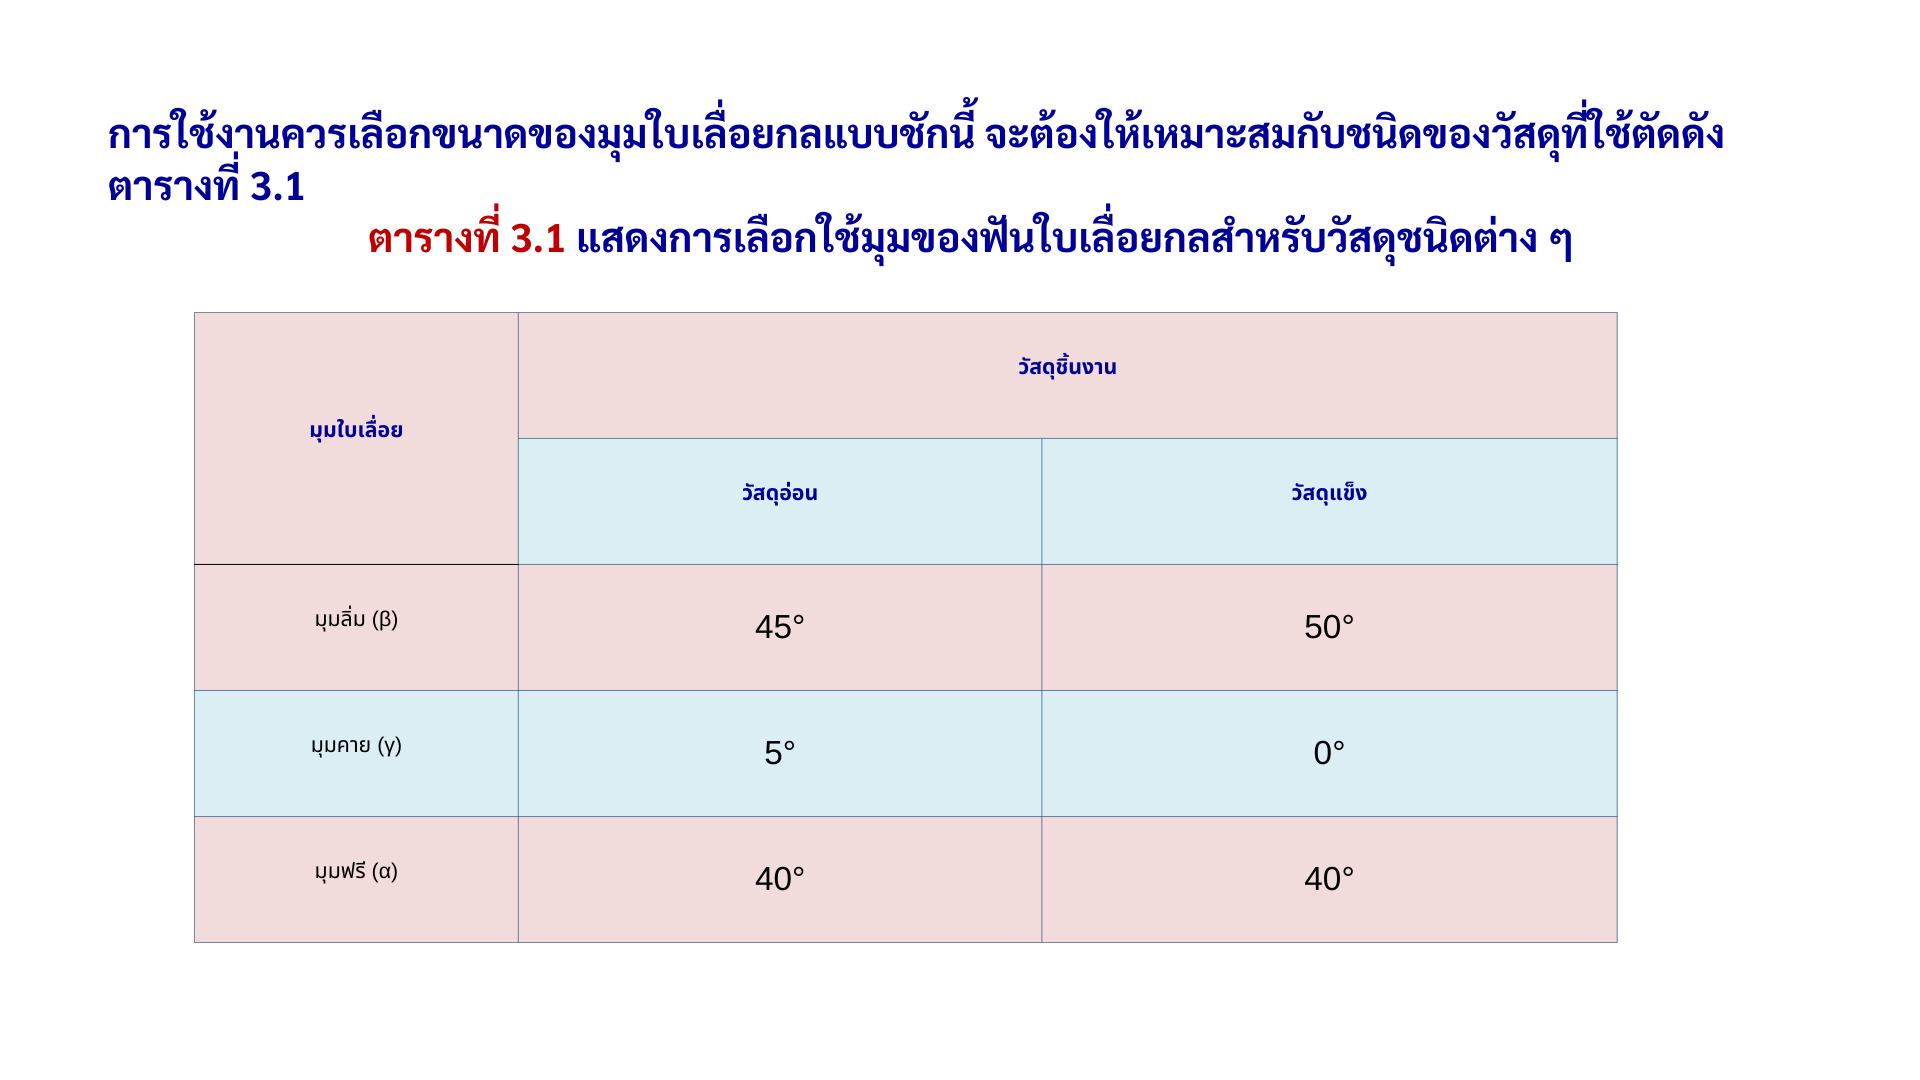 การใช้งานควรเลือกขนาดของมุมใบเลื่อยกลแบบชักนี้ จะต้องให้เหมาะสมกับชนิดของวัสดุที่ใช้ตัดดัง
ตารางที่ 3.1
ตารางที่ 3.1 แสดงการเลือกใช้มุมของฟันใบเลื่อยกลสำหรับวัสดุชนิดต่าง ๆ
มุมใบเลื่อย
วัสดุชิ้นงาน
วัสดุอ่อน
วัสดุแข็ง
มุมลิ่ม (β)
45°
50°
มุมคาย (γ)
5°
0°
มุมฟรี (α)
40°
40°